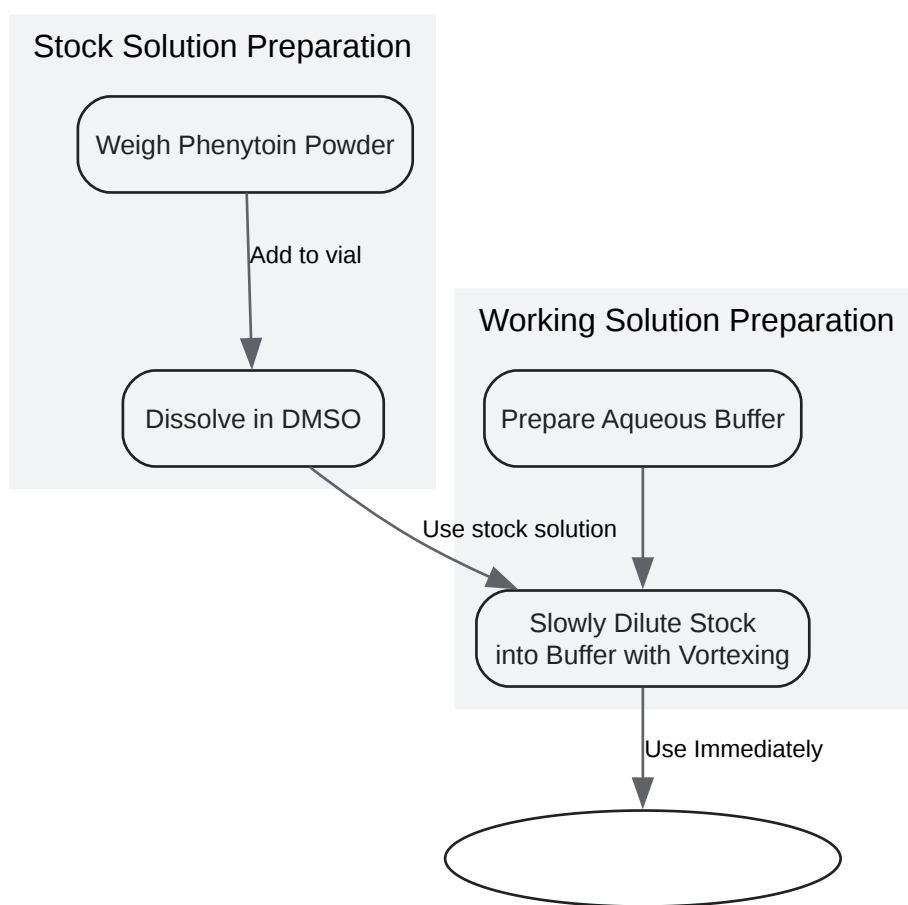 Stock Solution Preparation
Weigh Phenytoin Powder
Add to vial
Dissolve in DMSO
Working Solution Preparation
Prepare Aqueous Buffer
Use stock solution
Slowly Dilute Stock
into Buffer with Vortexing
Use Immediately